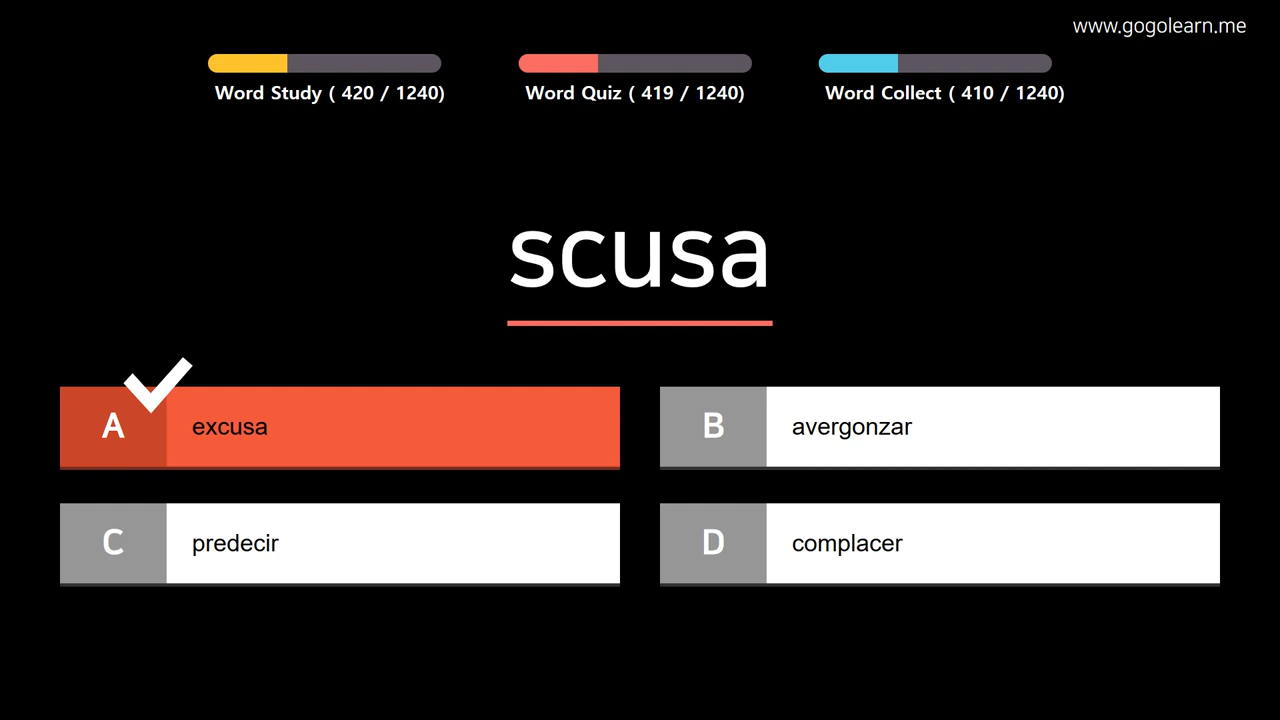 www.gogolearn.me
Word Study ( 420 / 1240)
Word Quiz ( 419 / 1240)
Word Collect ( 410 / 1240)
scusa
A excusa
B avergonzar
C predecir
D complacer